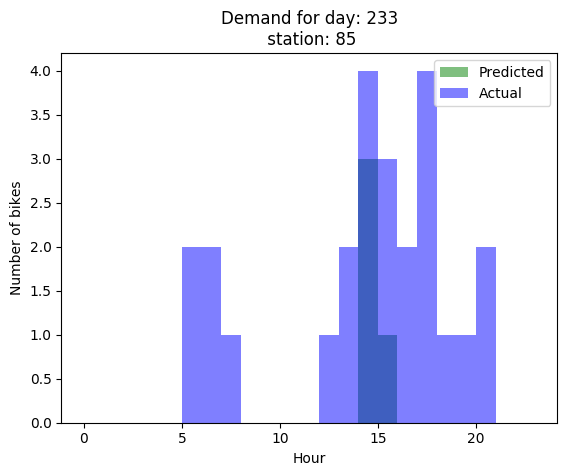 Demand for day: 233
station: 85
Predicted
Actual
Number of bikes
4.0
3.5
3.0
2.5
2.0
1.5
1.0
0.5
0.0
0 5 10 15 20
Hour